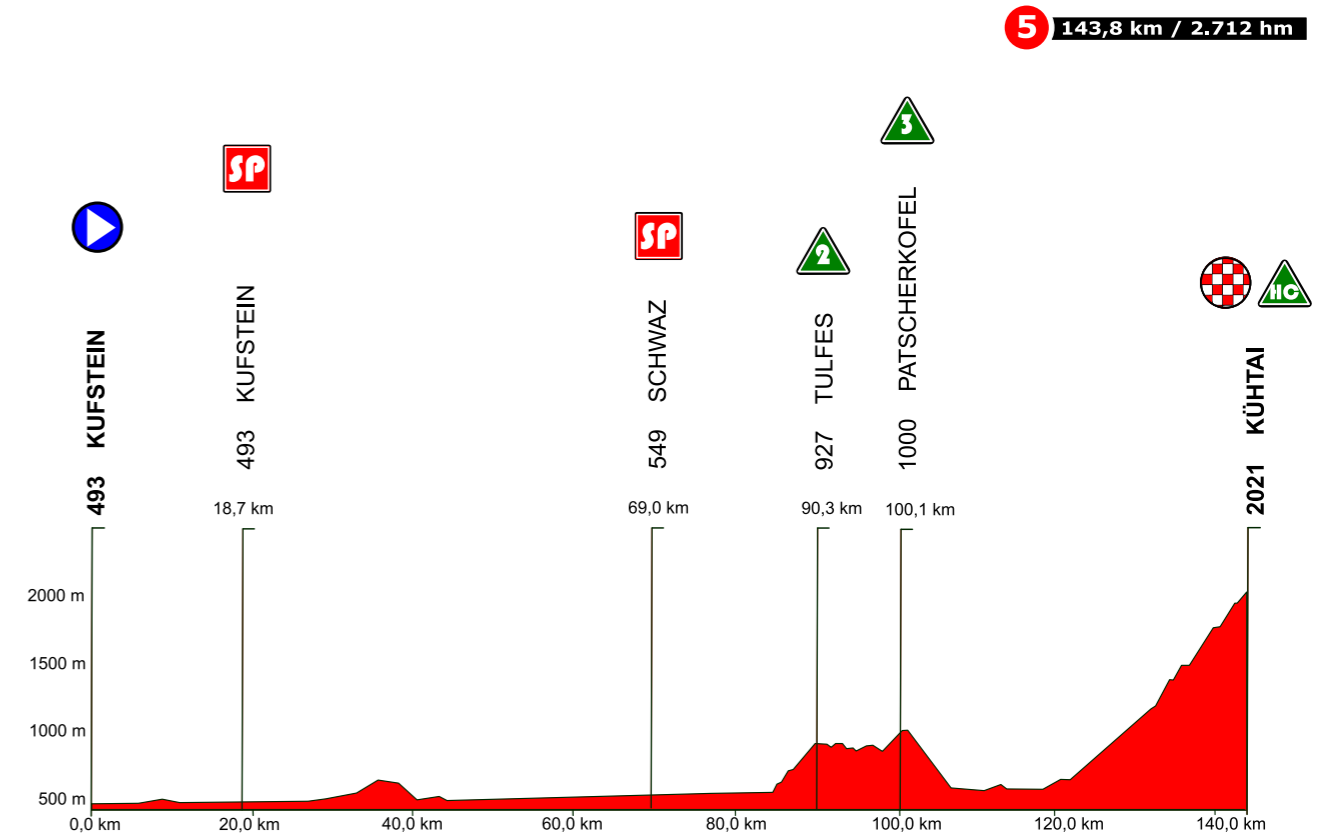 5 143,8 km / 2.712 hm
3
SP
2
SP
HC
493 KUFSTEIN
493 KUFSTEIN
549 SCHWAZ
927 TULFES
1000 PATSCHERKOFEL
2021 KÜHTAI
18,7 km
69,0 km
90,3 km
100,1 km
2000 m
1500 m
1000 m
500 m
0,0 km
20,0 km
40,0 km
60,0 km
80,0 km
100,0 km
120,0 km
140,0 km